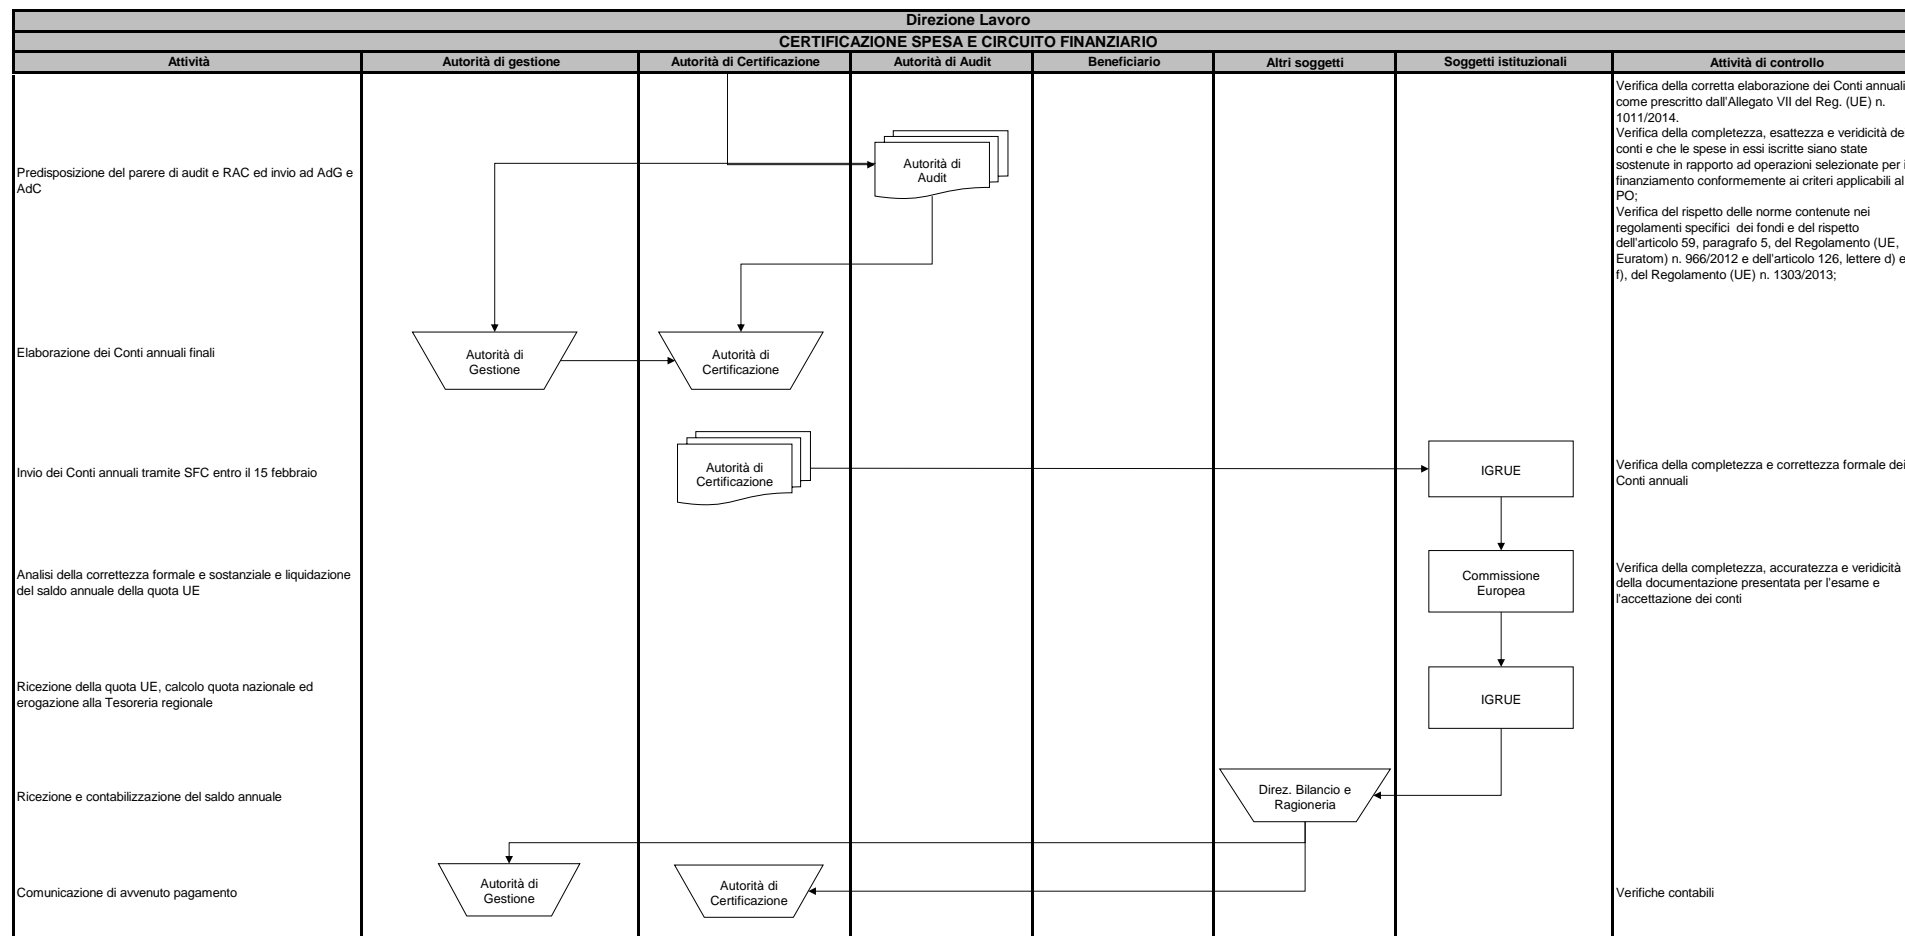 Direzione Lavoro
CERTIFICAZIONE SPESA E CIRCUITO FINANZIARIO
Attività
Autorità di gestione
Autorità di Certificazione
Autorità di Audit
Beneficiario
Altri soggetti
Soggetti istituzionali
Attività di controllo
Predisposizione del parere di audit e RAC ed invio ad AdG e
AdC
Autorità di
Audit
Verifica della corretta elaborazione dei Conti annuali
come prescritto dall'Allegato VII del Reg. (UE) n.
1011/2014.
Verifica della completezza, esattezza e veridicità dei
conti e che le spese in essi iscritte siano state
sostenute in rapporto ad operazioni selezionate per i
finanziamento conformemente ai criteri applicabili al
PO;
Verifica del rispetto delle norme contenute nei
regolamenti specifici dei fondi e del rispetto
dell'articolo 59, paragrafo 5, del Regolamento (UE,
Euratom) n. 966/2012 e dell'articolo 126, lettere d) e
f), del Regolamento (UE) n. 1303/2013;
Elaborazione dei Conti annuali finali
Autorità di
Gestione
Autorità di
Certificazione
Invio dei Conti annuali tramite SFC entro il 15 febbraio
Autorità di
Certificazione
IGRUE
Verifica della completezza e correttezza formale dei
Conti annuali
Analisi della correttezza formale e sostanziale e liquidazione
del saldo annuale della quota UE
Commissione
Europea
Verifica della completezza, accuratezza e veridicità
della documentazione presentata per l'esame e
l'accettazione dei conti
Ricezione della quota UE, calcolo quota nazionale ed
erogazione alla Tesoreria regionale
IGRUE
Ricezione e contabilizzazione del saldo annuale
Direz. Bilancio e
Ragioneria
Comunicazione di avvenuto pagamento
Autorità di
Gestione
Autorità di
Certificazione
Verifiche contabili